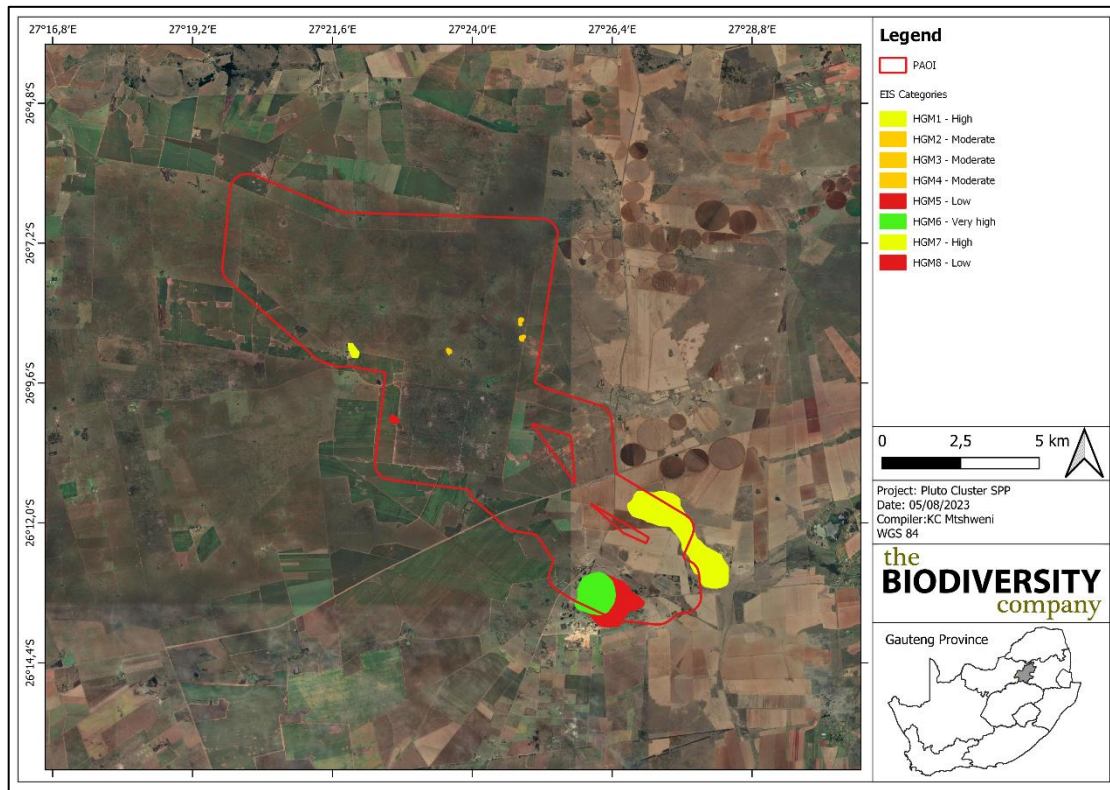 27°16,8'E
27°19,2'E
27°21,6'E
27°24,0'E
27°26,4'E
27°28,8'E
26°4,8'S
26°7,2'S
26°9,6'S
26°12,0'S
26°14,4'S
Legend
PAOI
EIS Categories
HGM1 - High
HGM2 - Moderate
HGM3 - Moderate
HGM4 - Moderate
HGM5 - Low
HGM6 - Very high
HGM7 - High
HGM8 - Low
0 2,5 5 km
Project: Pluto Cluster SPP
Date: 05/08/2023
Compiler:KC Mtshweni
WGS 84
the
BIODIVERSITY
company
Gauteng Province